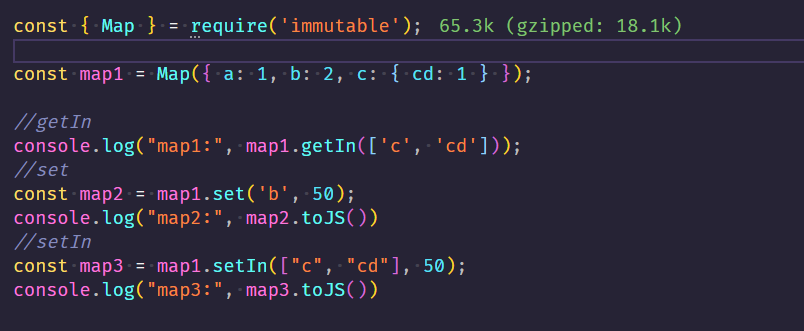 const { Map } = require('immutable'); 65.3k (gzipped: 18.1k)
const map1 = Map({ a: 1, b: 2, c: { cd: 1 } });
//getIn
console.log("map1:", map1.getIn(['c', 'cd']));
//set
const map2 = map1.set('b', 50);
console.log("map2:", map2.toJS())
//setIn
const map3 = map1.setIn(["c", "cd"], 50);
console.log("map3:", map3.toJS())